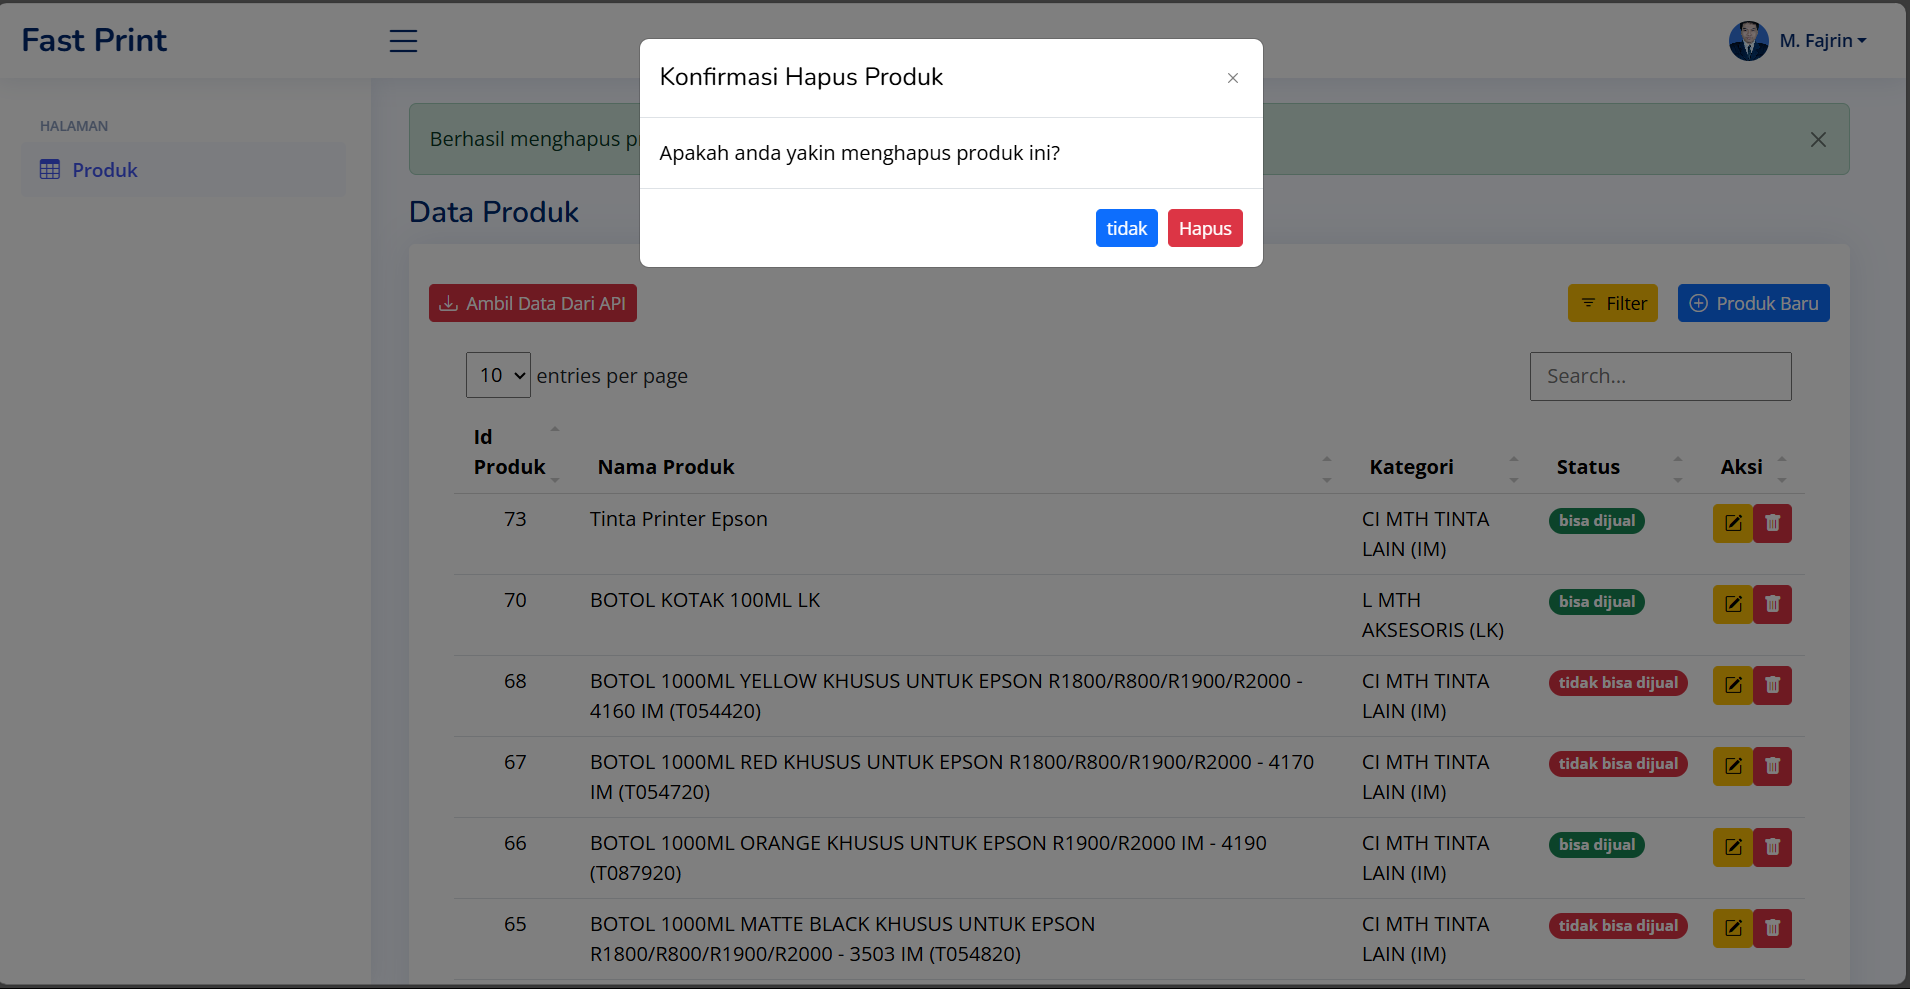 Fast Print
M. Fajrin
Konfirmasi Hapus Produk
×
Apakah anda yakin menghapus produk ini?
tidak
Hapus
HALAMAN
Produk
Berhasil menghapus
Data Produk
Ambil Data Dari API
Filter
Produk Baru
10
entries per page
Search...
Id
Produk
Nama Produk
Kategori
Status
Aksi
73
Tinta Printer Epson
CI MTH TINTA
LAIN (IM)
bisa dijual
70
BOTOL KOTAK 100ML LK
L MTH
AKSESORIS (LK)
bisa dijual
68
BOTOL 1000ML YELLOW KHUSUS UNTUK EPSON R1800/R800/R1900/R2000 -
4160 IM (T054420)
CI MTH TINTA
LAIN (IM)
tidak bisa dijual
67
BOTOL 1000ML RED KHUSUS UNTUK EPSON R1800/R800/R1900/R2000 - 4170
IM (T054720)
CI MTH TINTA
LAIN (IM)
tidak bisa dijual
66
BOTOL 1000ML ORANGE KHUSUS UNTUK EPSON R1900/R2000 IM - 4190
(T087920)
CI MTH TINTA
LAIN (IM)
bisa dijual
65
BOTOL 1000ML MATTE BLACK KHUSUS UNTUK EPSON
R1800/R800/R1900/R2000 - 3503 IM (T054820)
CI MTH TINTA
LAIN (IM)
tidak bisa dijual